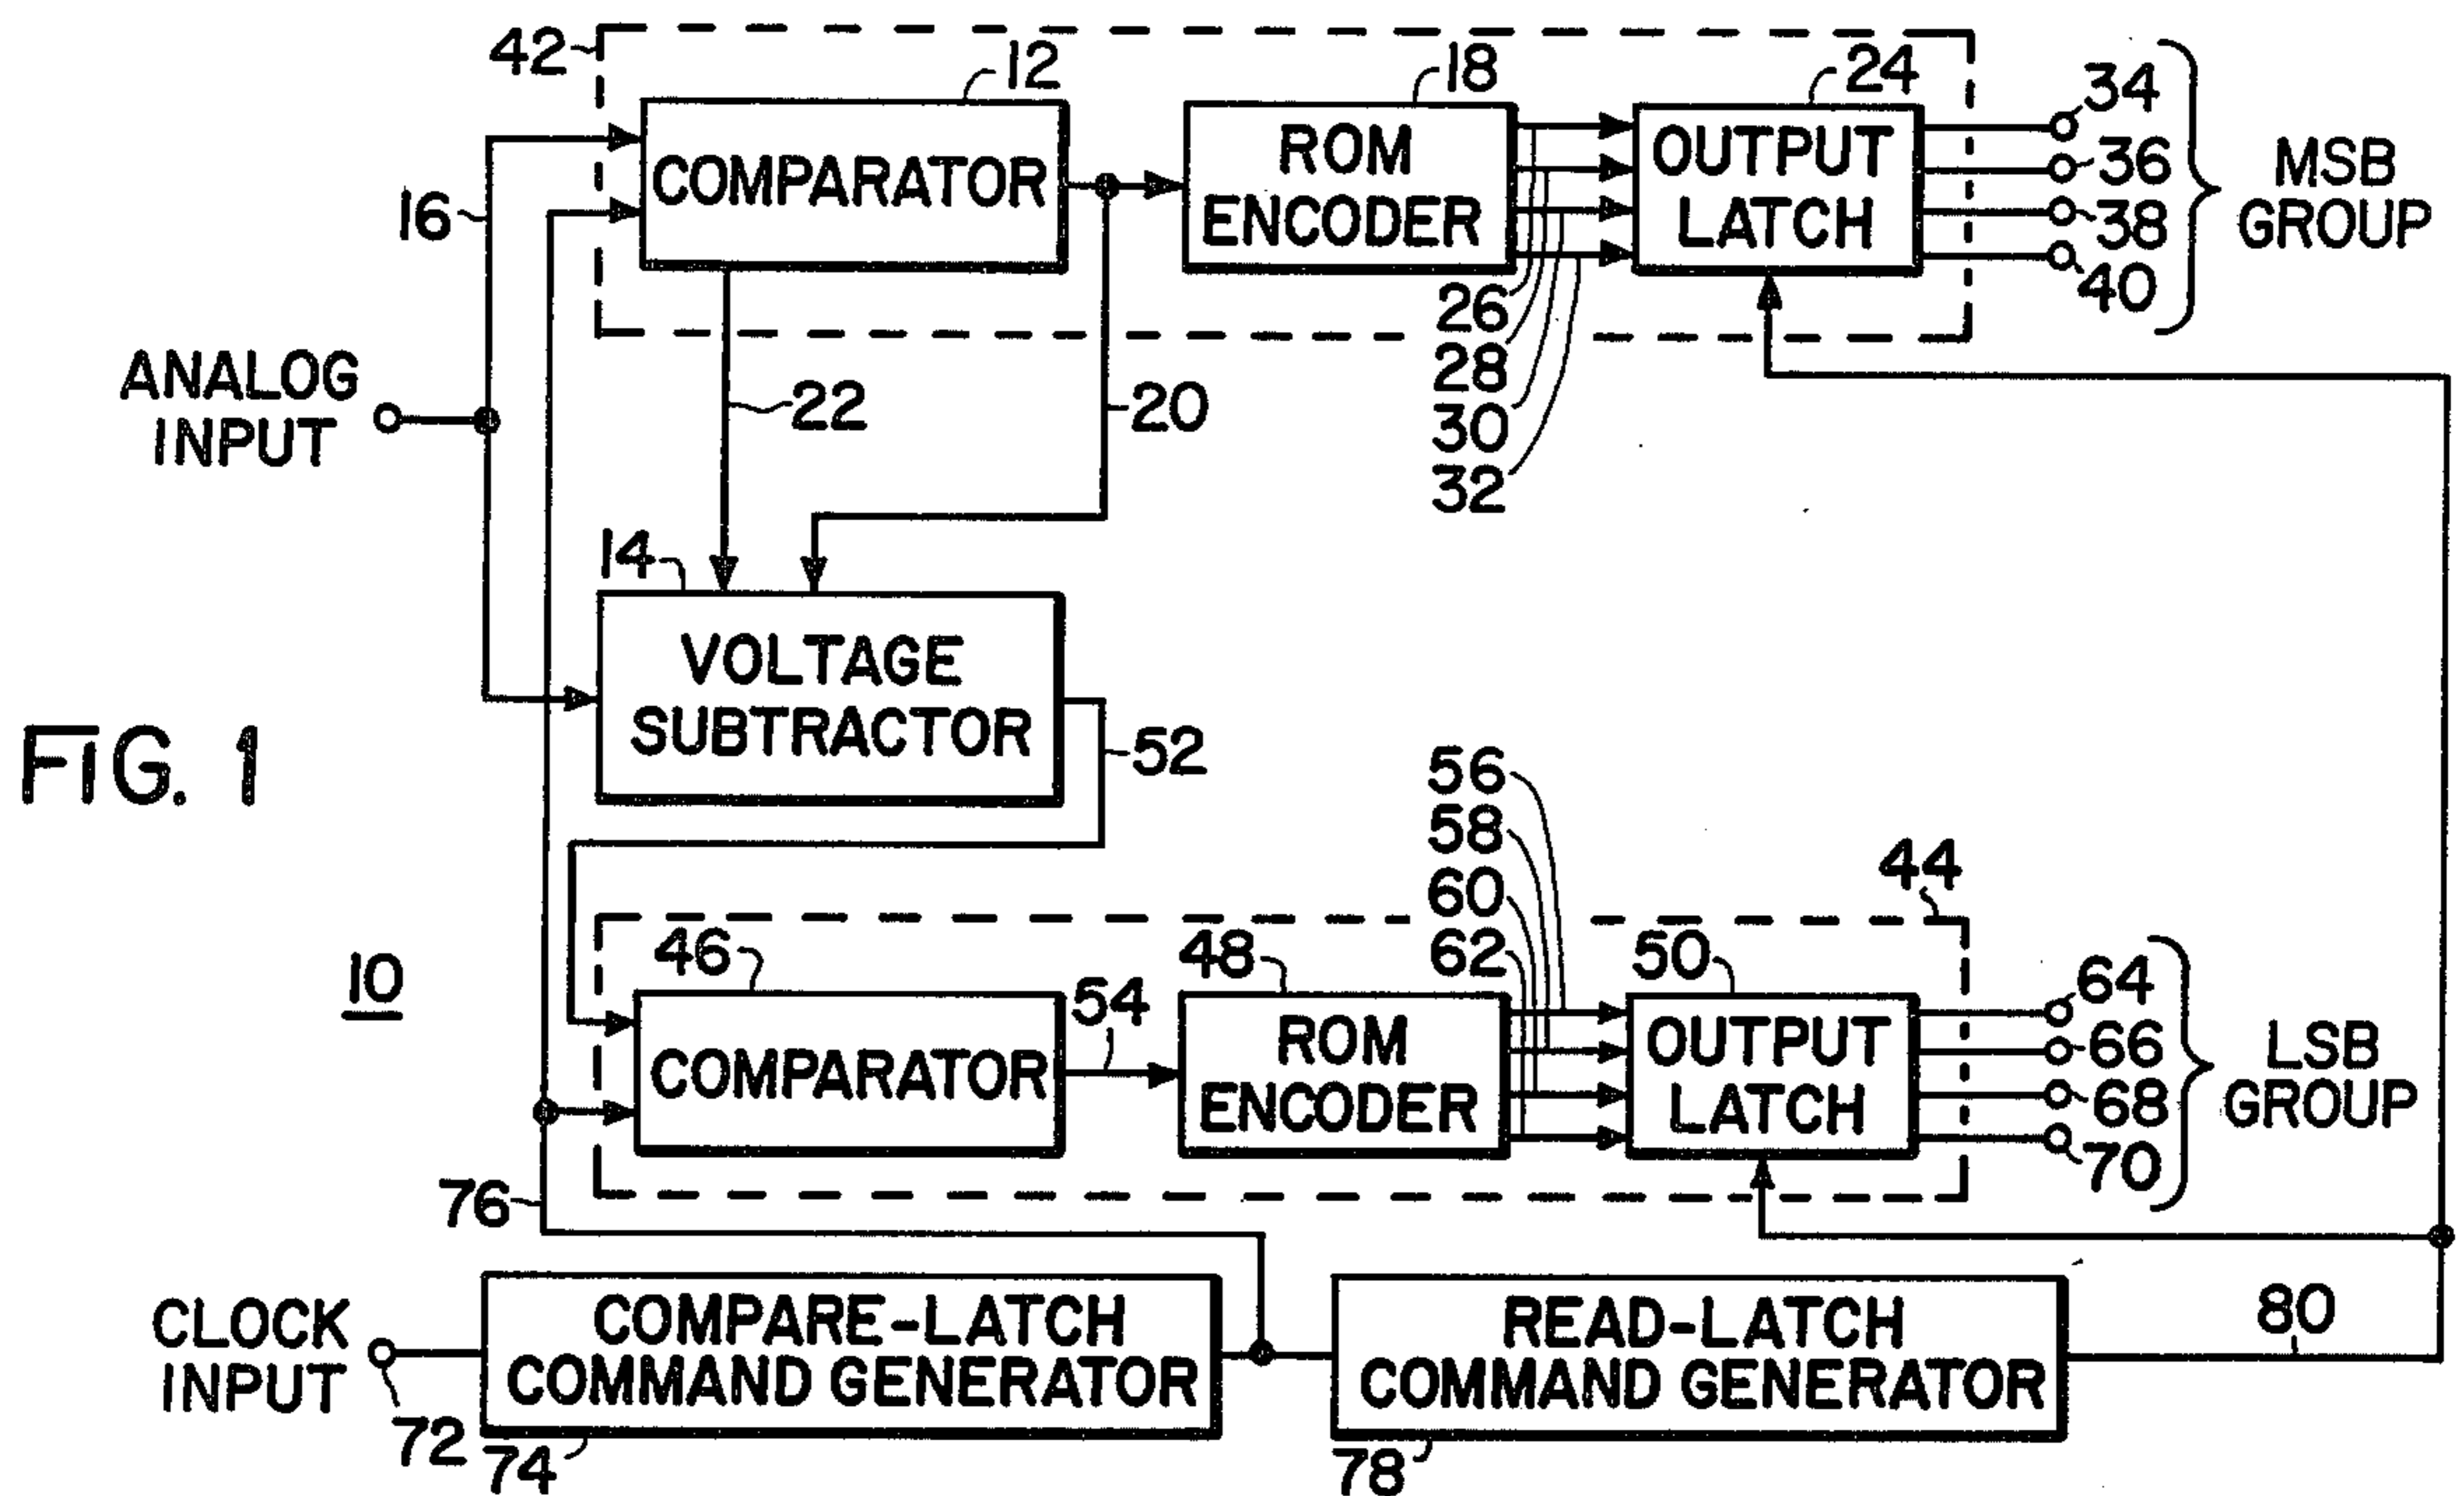 42
12
18
24
34
COMPARATOR
ROM
ENCODER
OUTPUT
LATCH
36
38
40
MSB
GROUP
16
26
28
30
32
ANALOG
INPUT
22
20
14
VOLTAGE
SUBTRACTOR
52
FIG. 1
56
58
60
62
44
10
46
54
48
50
64
COMPARATOR
ROM
ENCODER
OUTPUT
LATCH
66
68
70
LSB
GROUP
76
CLOCK
INPUT
72
COMPARE-LATCH
COMMAND GENERATOR
74
READ-LATCH
COMMAND GENERATOR
78
80